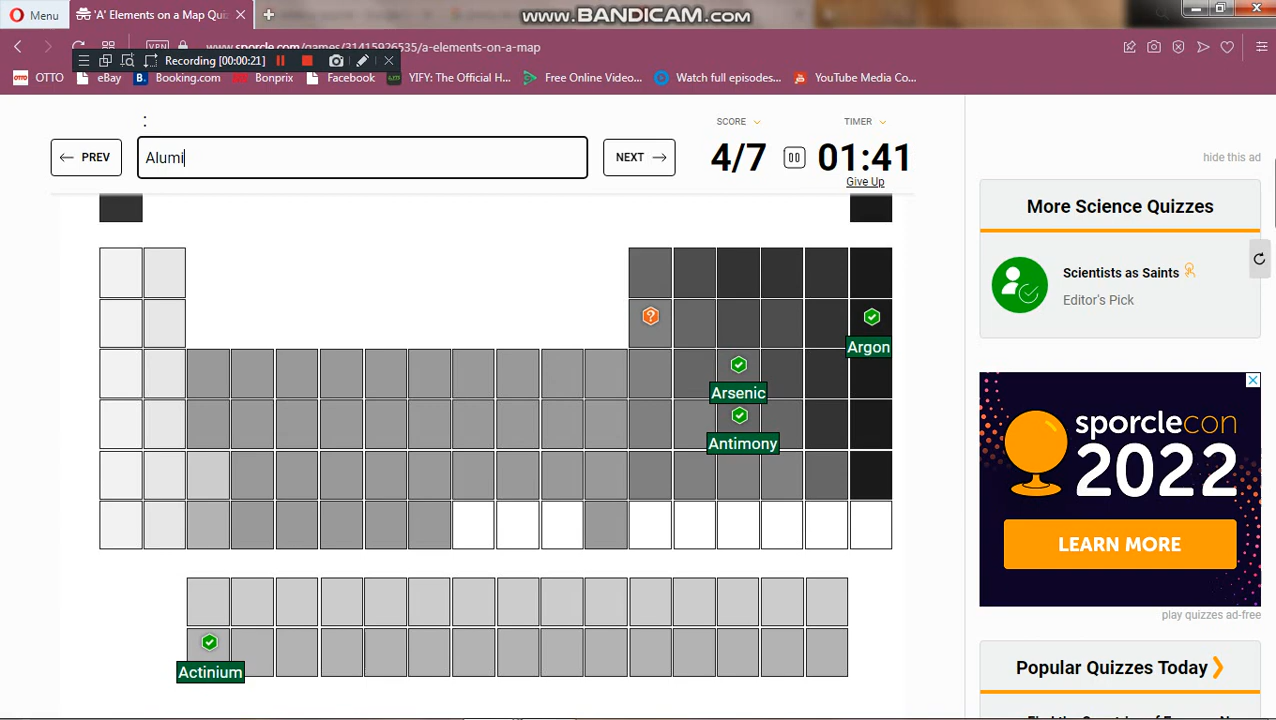 Menu
'A' Elements on a Map Qui
www.BANDICAM.com
VPN
www.sporcle.com/games/31415926535/a-elements-on-a-map
Recording [00:00:21]
OTTO
eBay
Booking.com
Bonprix
Facebook
YIFY: The Official H...
Free Online Video...
Watch full episodes...
YouTube Media Co...
:
SCORE
TIMER
← PREV
Alumi
NEXT →
4/7
01:41
Give Up
hide this ad
More Science Quizzes
Scientists as Saints
Editor's Pick
?
Argon
Arsenic
Antimony
Actinium
sporclecon
2022
LEARN MORE
play quizzes ad-free
Popular Quizzes Today